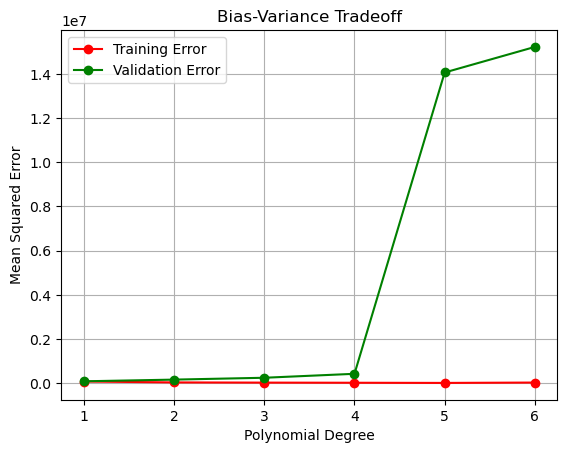 Bias-Variance Tradeoff
1e7
Training Error
Validation Error
Mean Squared Error
1.4
1.2
1.0
0.8
0.6
0.4
0.2
0.0
1 2 3 4 5 6
Polynomial Degree